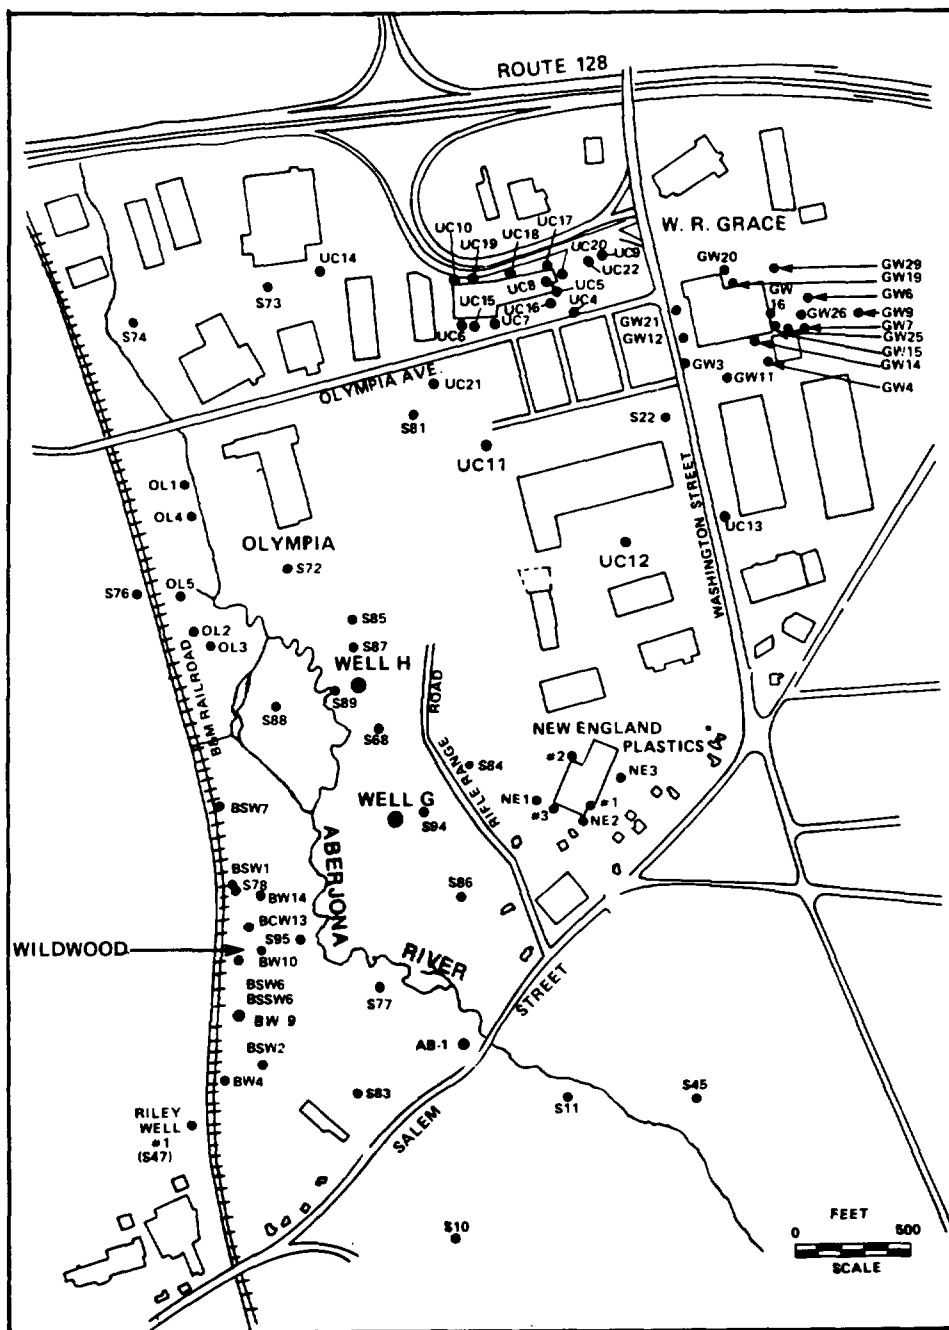 ROUTE 128
W. R. GRACE
UC10
UC19
UC18
UC17
UC20
UC9
UC22
UC14
S73
S74
UC8
UC5
UC15
UC16
UC4
UC6
UC7
GW20
GW29
GW19
GW
16
GW6
GW26
GW9
GW7
GW25
GW15
GW14
GW4
GW21
GW12
GW3
GW11
OLYMPIA AVE.
UC21
S81
S22
UC11
WASHINGTON STREET
OL1
OL4
OLYMPIA
S72
UC12
UC13
S76
OL5
S85
OL2
OL3
S87
WELL H
S89
S88
S68
B&M RAILROAD
RIFLE RANGE ROAD
NEW ENGLAND
PLASTICS
#2
S84
NE3
NE1
#3
#1
NE2
BSW7
WELL G
S94
ABERJONA
RIVER
BSW1
S78
BW14
S86
BCW13
S95
WILDWOOD
BW10
BSW6
BSSW6
BW 9
S77
BSW2
AB-1
BW4
S83
S11
S45
RILEY
WELL
#1
(S47)
SALEM
STREET
S10
FEET
0 500
SCALE